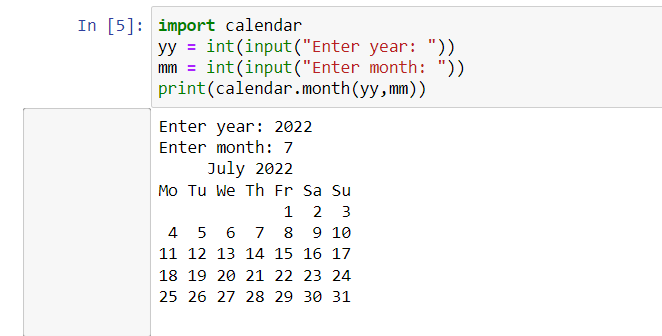 In [5]: import calendar
yy = int(input("Enter year: "))
mm = int(input("Enter month: "))
print(calendar.month(yy,mm))
Enter year: 2022
Enter month: 7
     July 2022
Mo Tu We Th Fr Sa Su
             1  2  3
 4  5  6  7  8  9 10
11 12 13 14 15 16 17
18 19 20 21 22 23 24
25 26 27 28 29 30 31